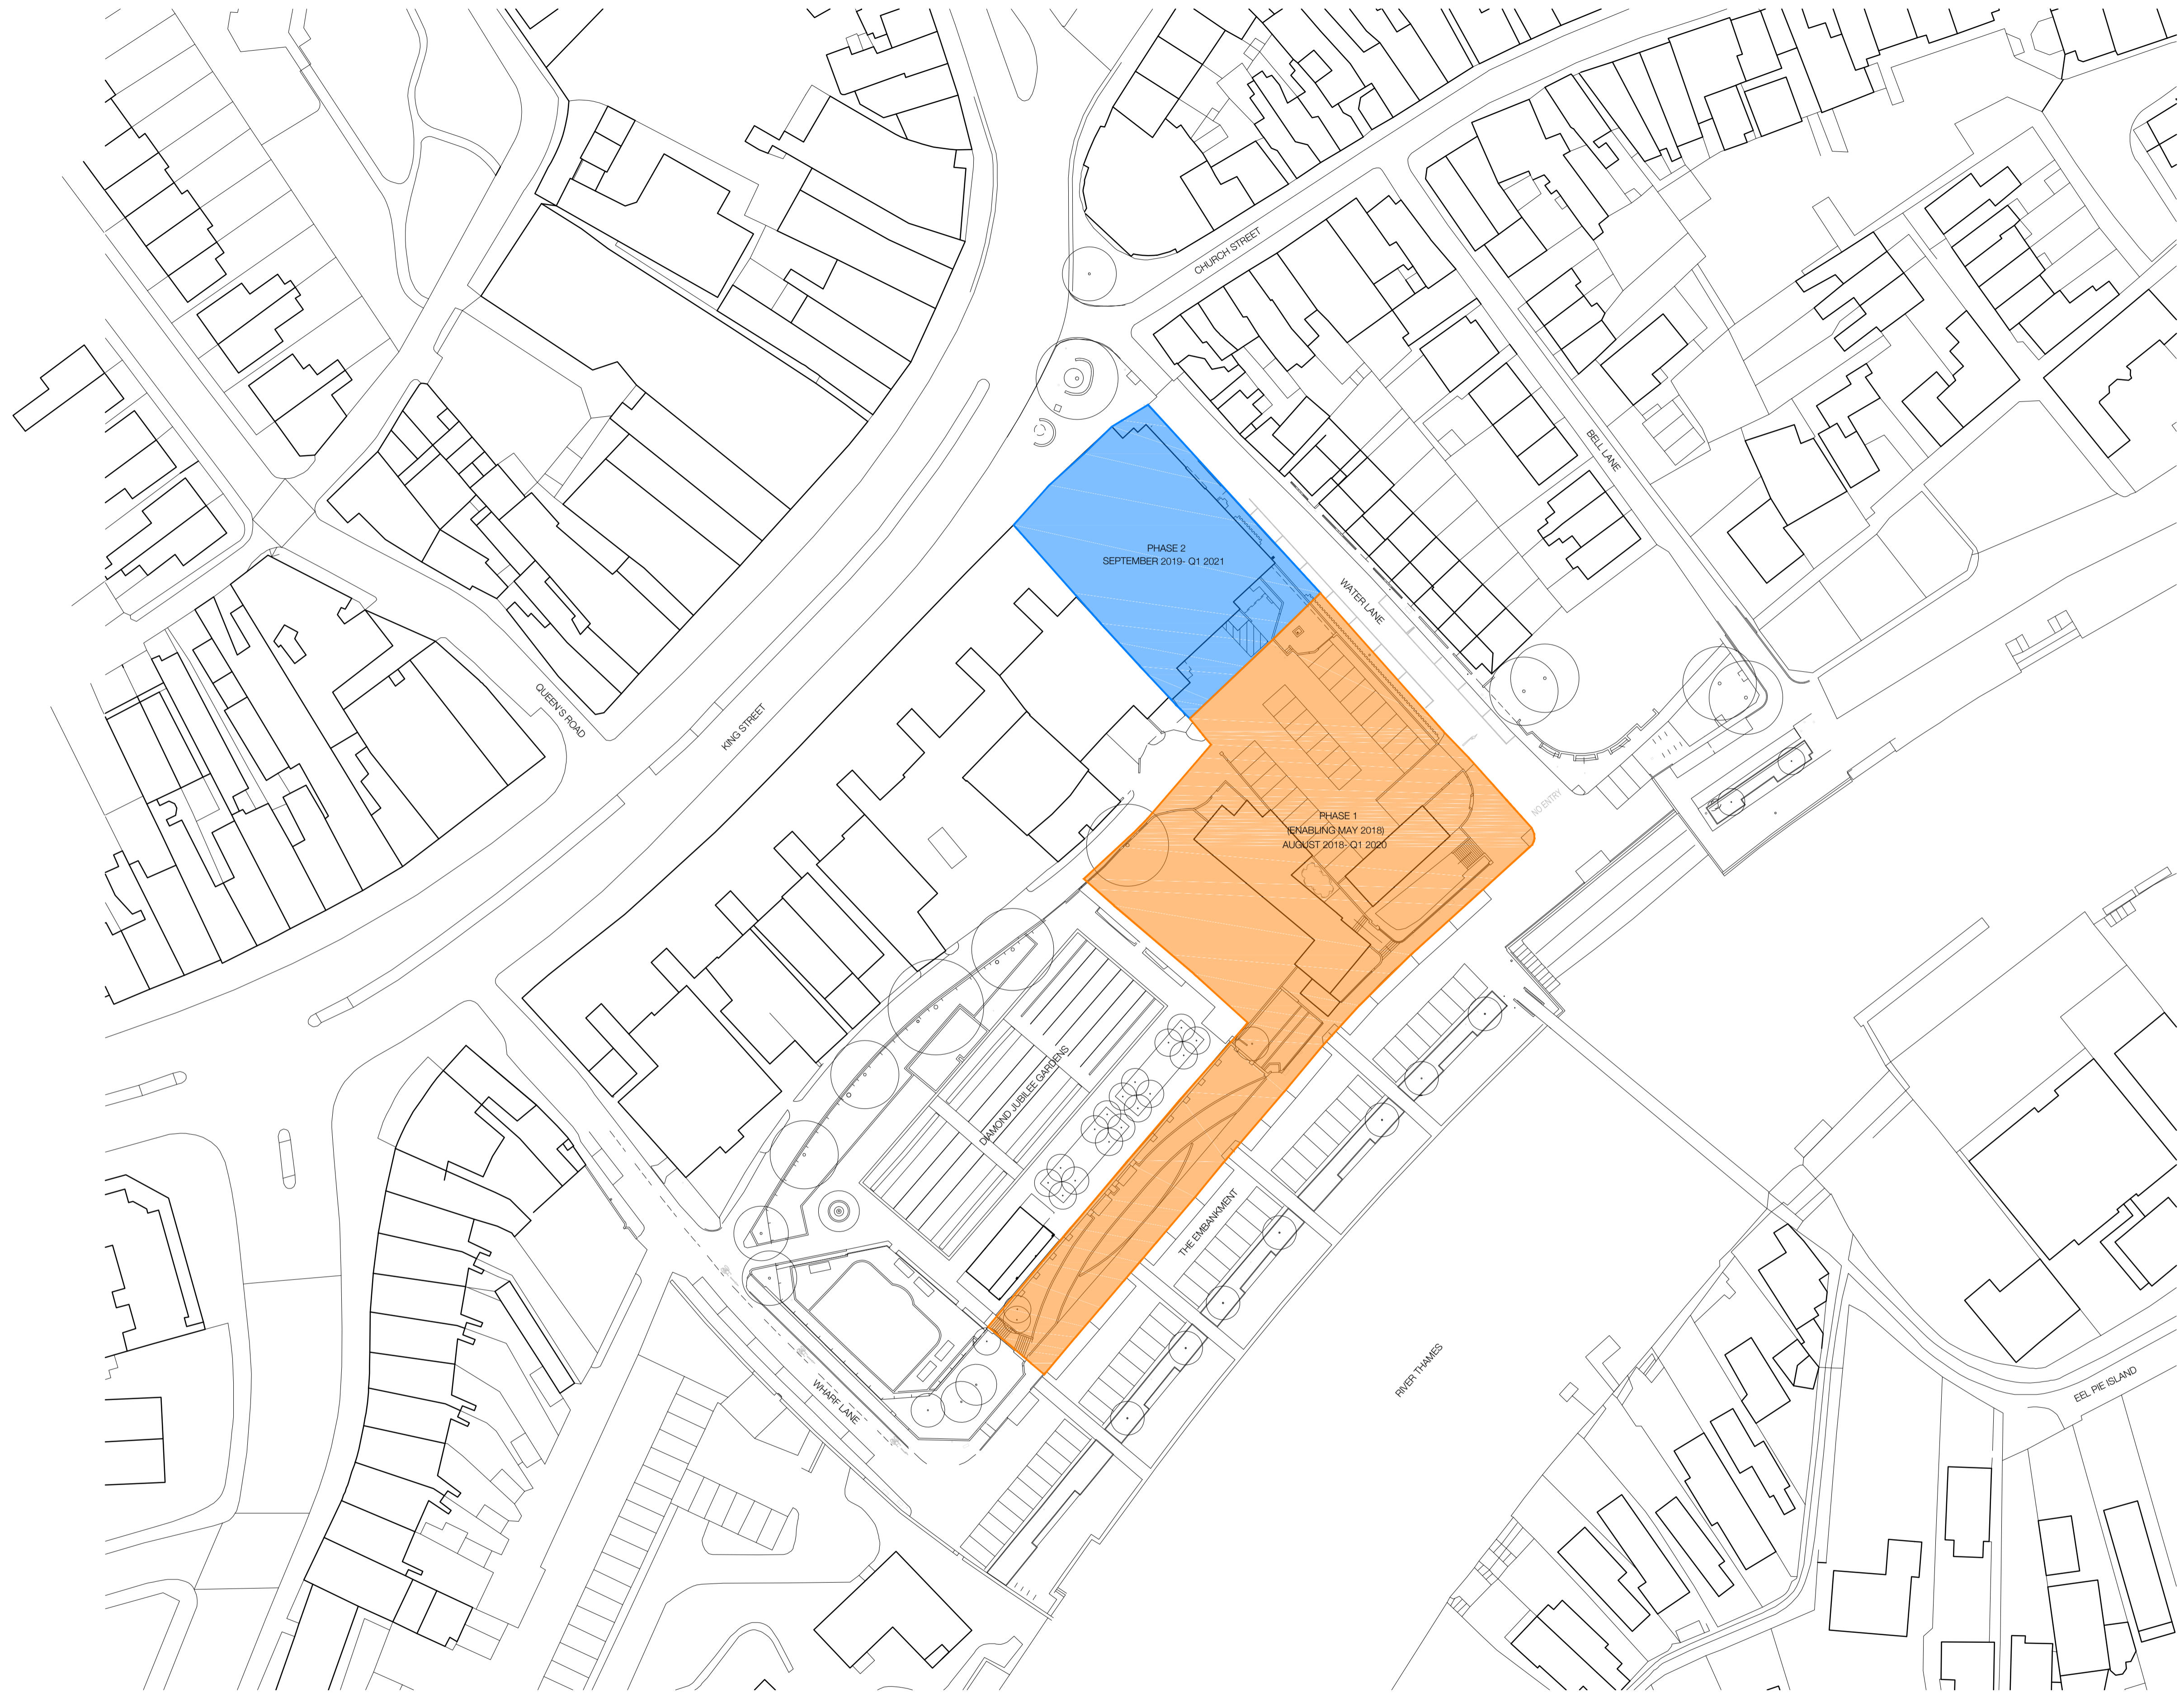 CHURCH STREET
BELL LANE
PHASE 2
SEPTEMBER 2019- Q1 2021
WATER LANE
QUEEN'S ROAD
KING STREET
NO ENTRY
PHASE 1
(ENABLING MAY 2018)
AUGUST 2018- Q1 2020
DIAMOND JUBILEE GARDENS
THE EMBANKMENT
RIVER THAMES
EEL PIE ISLAND
WHARF LANE